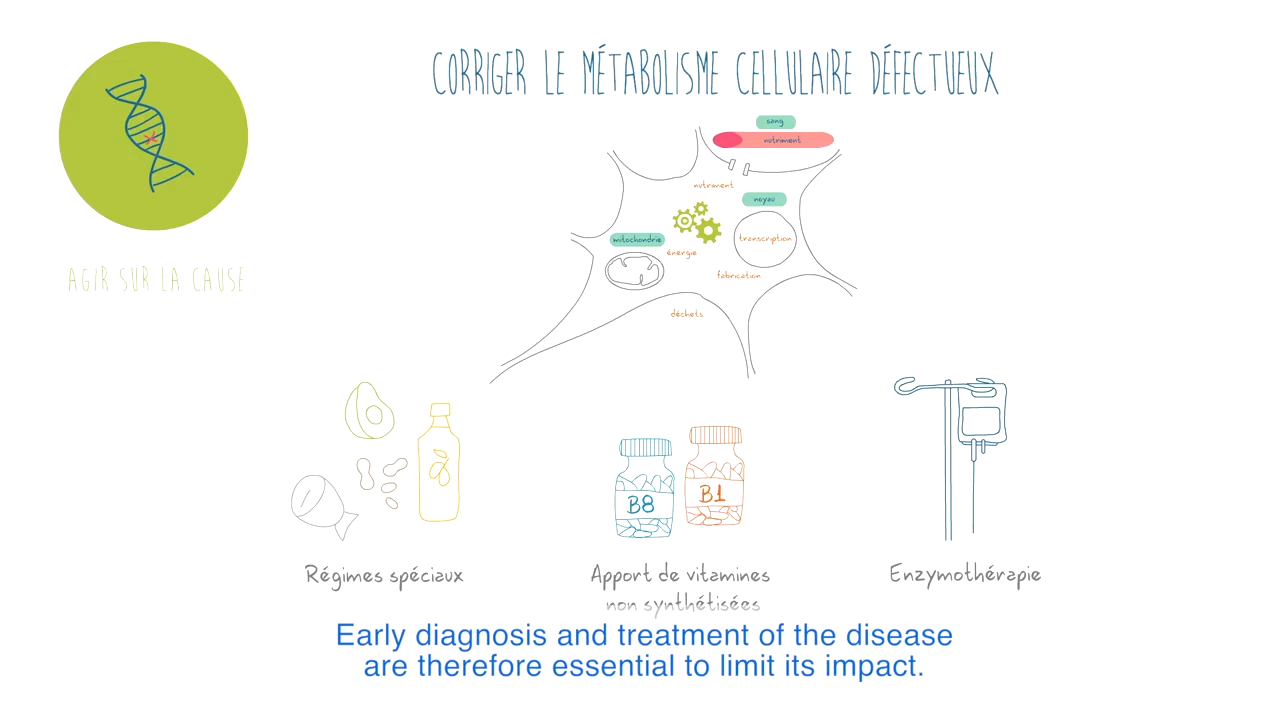 CORRIGER LE MÉTABOLISME CELLULAIRE DÉFECTUEUX
sang
nutriment
nutriment
noyau
mitochondrie
transcription
énergie
fabrication
déchets
AGIR SUR LA CAUSE
B8
B1
Régimes spéciaux
Apport de vitamines
non synthétisées
Enzymothérapie
Early diagnosis and treatment of the disease
are therefore essential to limit its impact.